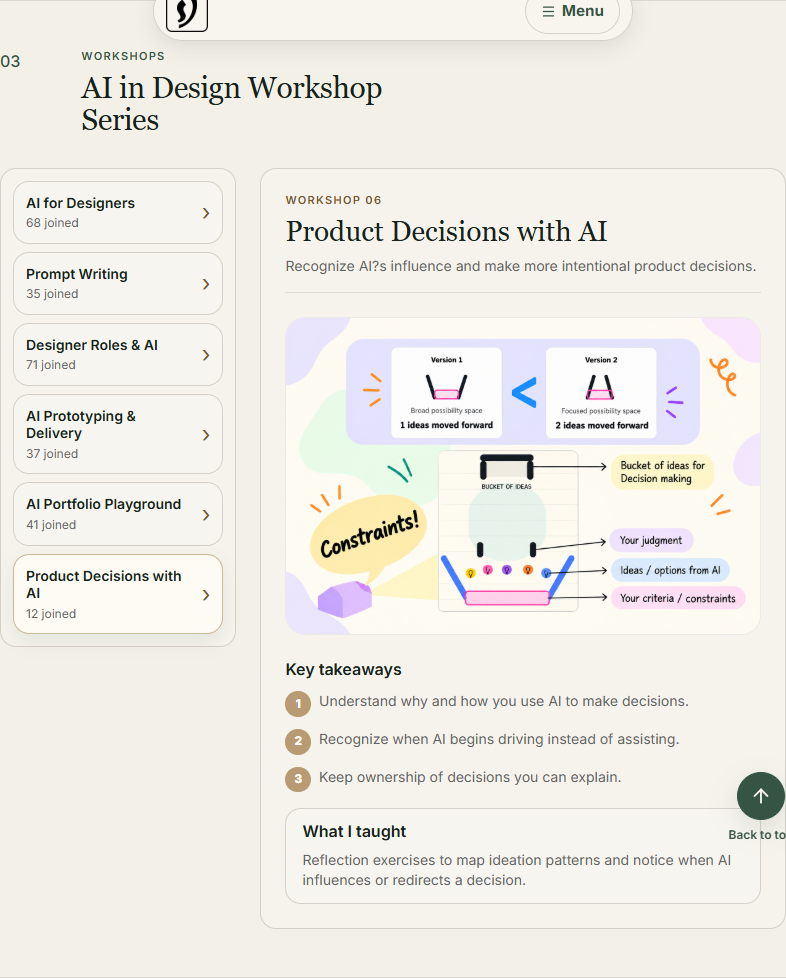 Menu
03
WORKSHOPS
AI in Design Workshop
Series
AI for Designers
68 joined
Prompt Writing
35 joined
Designer Roles & AI
71 joined
AI Prototyping &
Delivery
37 joined
AI Portfolio Playground
41 joined
Product Decisions with
AI
12 joined
WORKSHOP 06
Product Decisions with AI
Recognize AI?s influence and make more intentional product decisions.
Version 1
Broad possibility space
1 ideas moved forward
<
Version 2
Focused possibility space
2 ideas moved forward
BUCKET OF IDEAS
Constraints!
Bucket of ideas for
Decision making
Your judgment
Ideas / options from AI
Your criteria / constraints
Key takeaways
1 Understand why and how you use AI to make decisions.
2 Recognize when AI begins driving instead of assisting.
3 Keep ownership of decisions you can explain.
What I taught
Reflection exercises to map ideation patterns and notice when AI
influences or redirects a decision.
Back to to